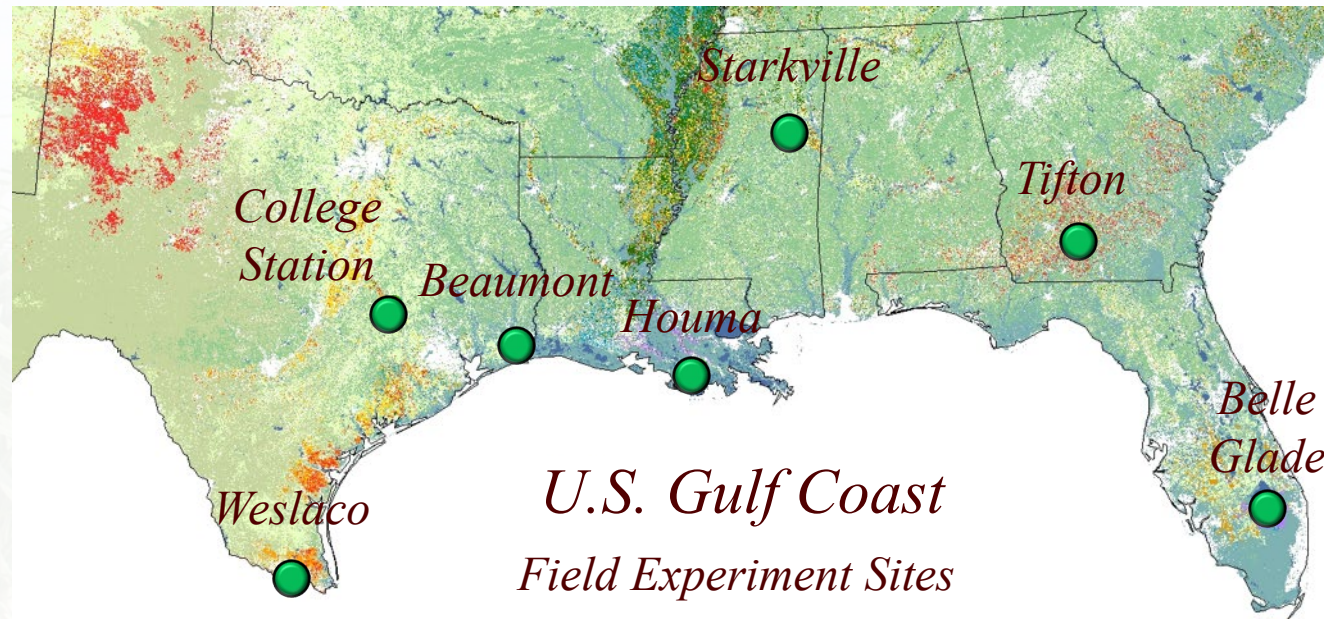 Starkville
Tifton
College
Station
Beaumont
Houma
Belle
Glade
Weslaco
U.S. Gulf Coast
Field Experiment Sites